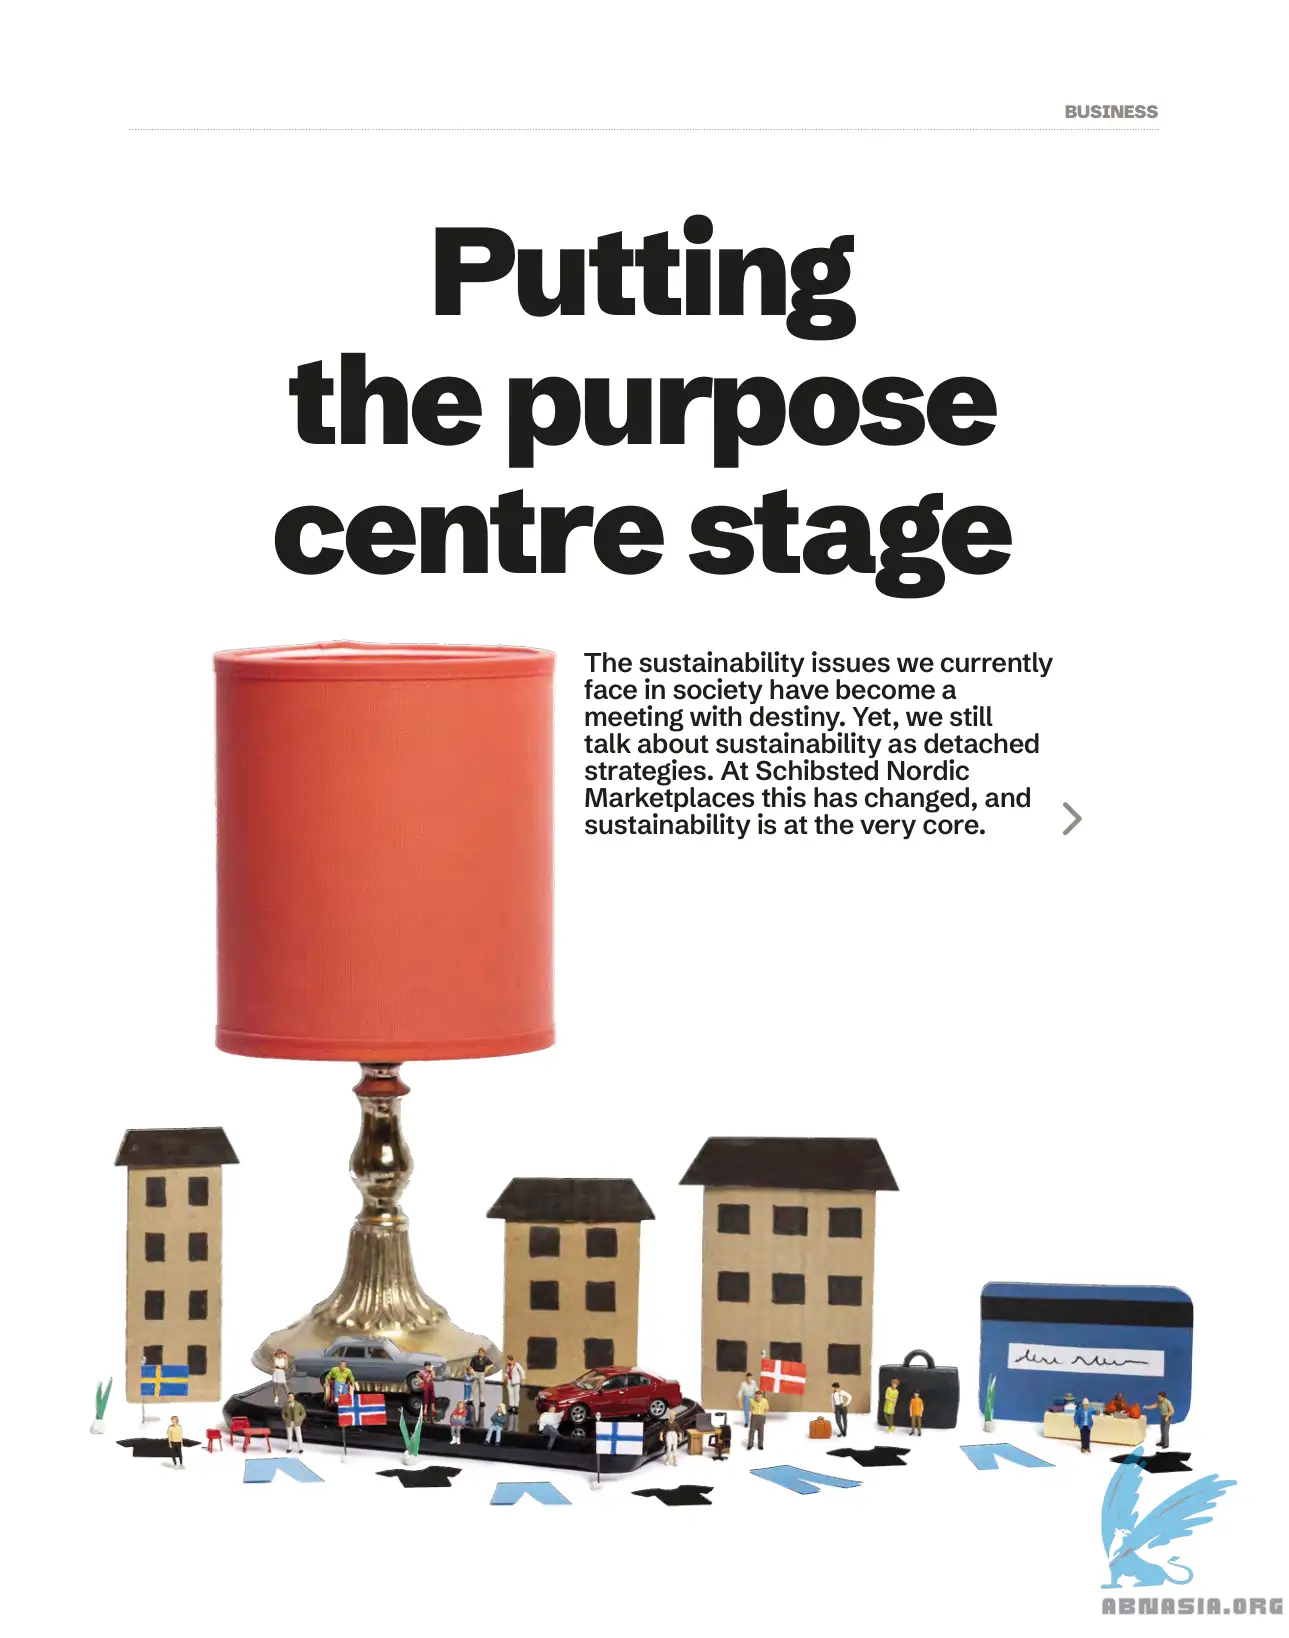 BUSINESS
Putting
the purpose
centre stage
The sustainability issues we currently
face in society have become a
meeting with destiny. Yet, we still
talk about sustainability as detached
strategies. At Schibsted Nordic
Marketplaces this has changed, and
sustainability is at the very core.
ABNASIA.ORG